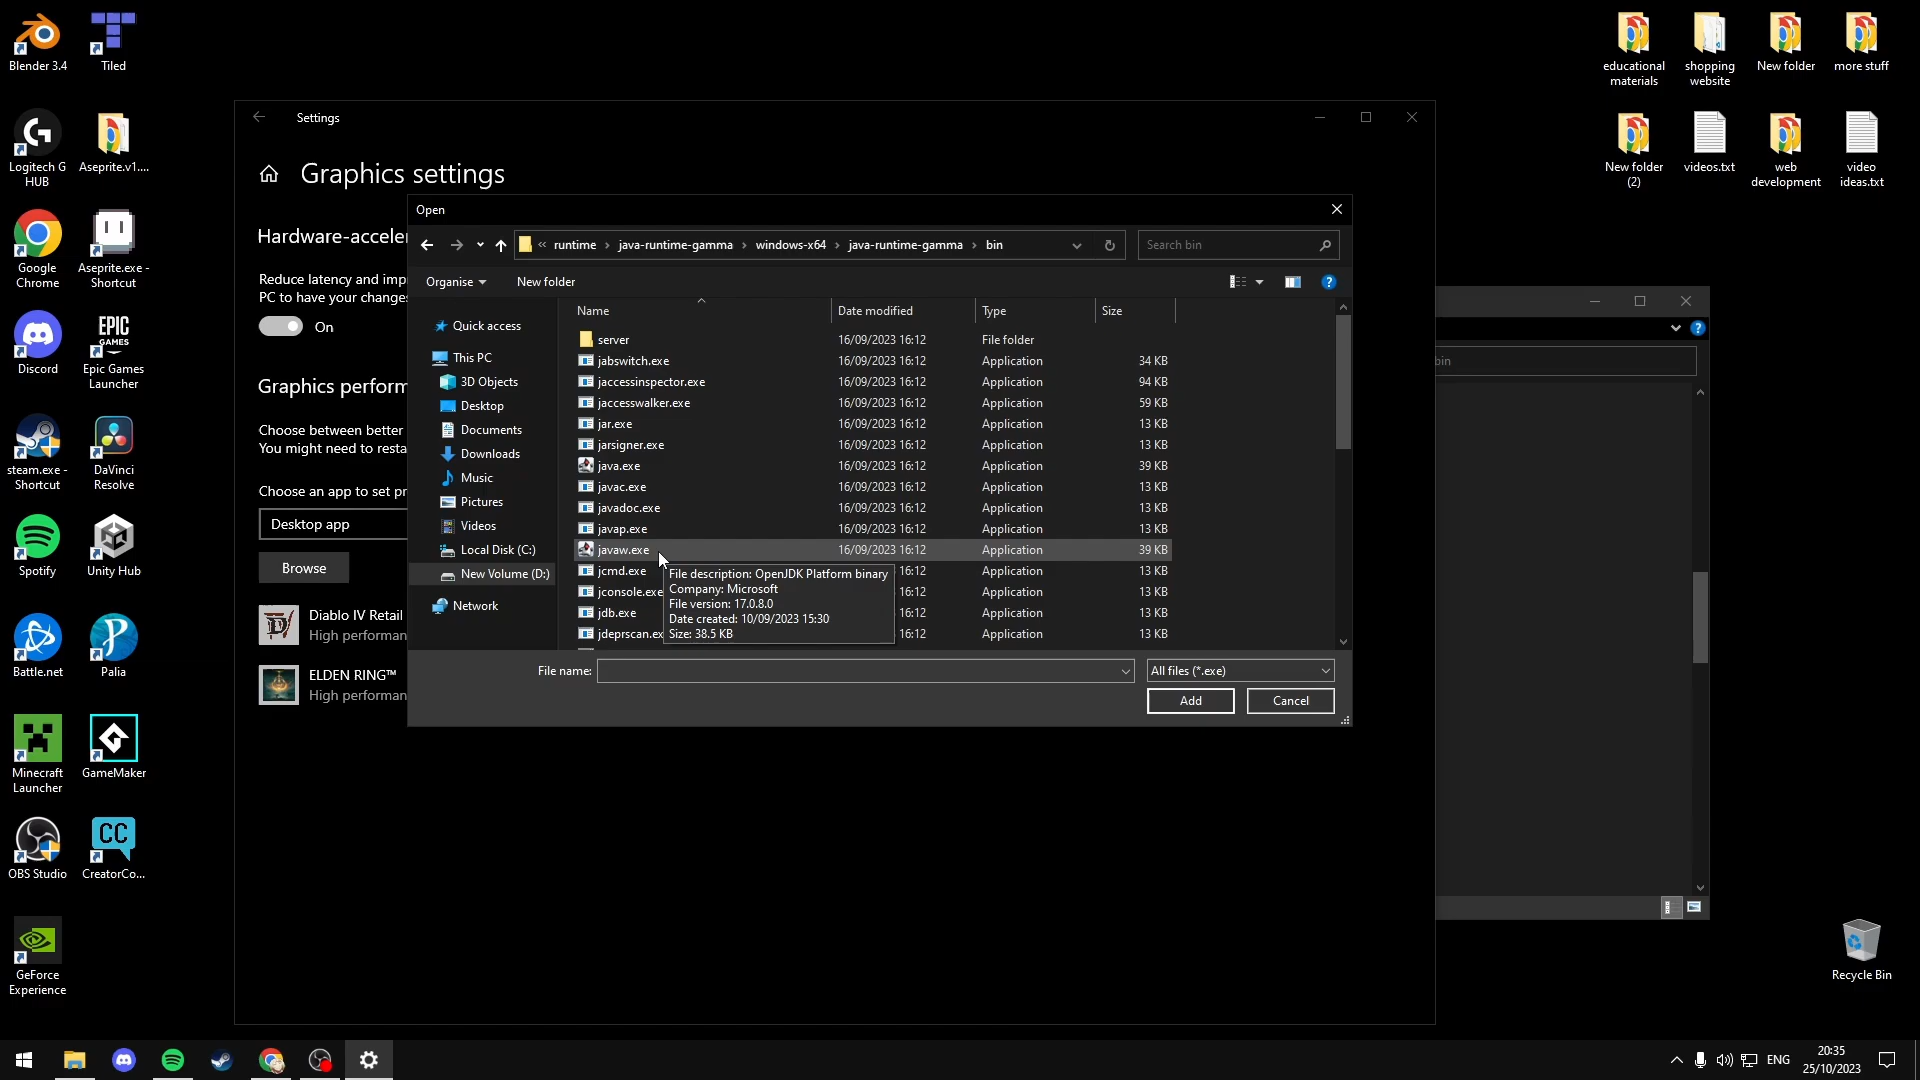 Blender 3.4
Tiled
Logitech G
HUB
Aseprite.v1....
Google
Chrome
Aseprite.exe -
Shortcut
Discord
EPIC
GAMES
Epic Games
Launcher
steam.exe -
Shortcut
DaVinci
Resolve
Spotify
Unity Hub
Battle.net
Palia
Minecraft
Launcher
GameMaker
OBS Studio
CC
CreatorCo...
GeForce
Experience
educational
materials
shopping
website
New folder
more stuff
New folder
(2)
videos.txt
web
development
video
ideas.txt
Recycle Bin
Settings
Graphics settings
Hardware-acceler
Reduce latency and imp
PC to have your changes
On
Graphics perform
Choose between better
You might need to resta
Choose an app to set pr
Desktop app
Browse
Diablo IV Retail
High performan
ELDEN RING™
High performan
Open
« runtime › java-runtime-gamma › windows-x64 › java-runtime-gamma › bin
Search bin
Organise
New folder
Quick access
This PC
3D Objects
Desktop
Documents
Downloads
Music
Pictures
Videos
Local Disk (C:)
New Volume (D:)
Network
Name Date modified Type Size
server 16/09/2023 16:12 File folder
jabswitch.exe 16/09/2023 16:12 Application 34 KB
jaccessinspector.exe 16/09/2023 16:12 Application 94 KB
jaccesswalker.exe 16/09/2023 16:12 Application 59 KB
jar.exe 16/09/2023 16:12 Application 13 KB
jarsigner.exe 16/09/2023 16:12 Application 13 KB
java.exe 16/09/2023 16:12 Application 39 KB
javac.exe 16/09/2023 16:12 Application 13 KB
javadoc.exe 16/09/2023 16:12 Application 13 KB
javap.exe 16/09/2023 16:12 Application 13 KB
javaw.exe 16/09/2023 16:12 Application 39 KB
jcmd.exe 16:12 Application 13 KB
jconsole.exe 16:12 Application 13 KB
jdb.exe 16:12 Application 13 KB
jdeprscan.ex 16:12 Application 13 KB
File description: OpenJDK Platform binary
Company: Microsoft
File version: 17.0.8.0
Date created: 10/09/2023 15:30
Size: 38.5 KB
File name:
All files (*.exe)
Add
Cancel
bin
ENG
20:35
25/10/2023